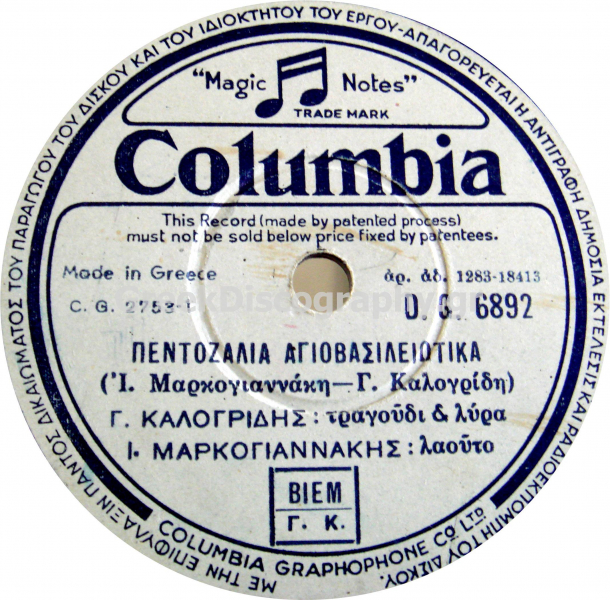 ΜΕ ΤΗΝ ΕΠΙΦΥΛΑΞΙΝ ΠΑΝΤΟΣ ΔΙΚΑΙΩΜΑΤΟΣ ΤΟΥ ΠΑΡΑΓΩΓΟΥ ΤΟΥ ΔΙΣΚΟΥ ΚΑΙ ΤΟΥ ΙΔΙΟΚΤΗΤΟΥ ΤΟΥ ΕΡΓΟΥ-ΑΠΑΓΟΡΕΥΕΤΑΙ Η ΑΝΤΙΓΡΑΦΗ ΔΗΜΟΣΙΑ ΕΚΤΕΛΕΣΙΣ ΚΑΙ ΡΑΔΙΟΕΚΠΟΜΠΗ ΤΟΥ ΔΙΣΚΟΥ.
"Magic Notes"
TRADE MARK
Columbia
This Record (made by patented process)
must not be sold below price fixed by patentees.
Made in Greece
ἀρ. ἀδ. 1283-18413
C. G. 2753-1
D. G. 6892
ΠΕΝΤΟΖΑΛΙΑ ΑΓΙΟΒΑΣΙΛΕΙΩΤΙΚΑ
(Ἰ. Μαρκογιαννάκη—Γ. Καλογρίδη)
Γ. ΚΑΛΟΓΡΙΔΗΣ: τραγοῦδι & λύρα
Ι. ΜΑΡΚΟΓΙΑΝΝΑΚΗΣ: λαοῦτο
BIEM
Γ. Κ.
COLUMBIA GRAPHOPHONE CO LTD